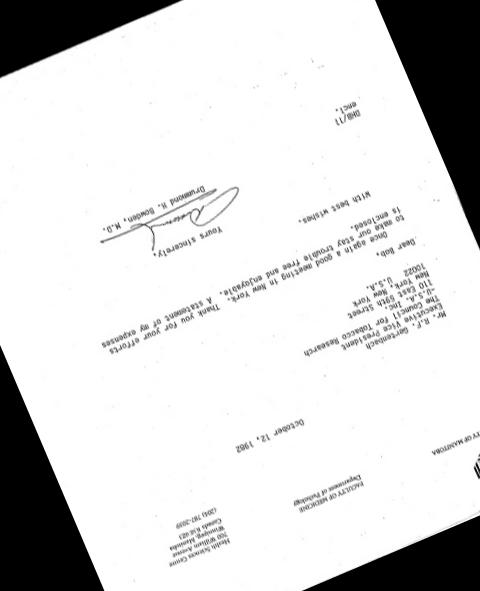 TY OF MANITOBA
FACULTY OF MEDICINE
Department of Pathology
Health Sciences Centre
700 William Avenue
Winnipeg, Manitoba
Canada R3E 0Z3
(204) 787-2039
October 12, 1982
Mr. R.F. Gertenbach
Executive Vice President
The Council for Tobacco Research
-U.S.A. Inc.
110 East 59th Street
New York, New York
10022 U.S.A.
Dear Bob,
Once again a good meeting in New York. Thank you for your efforts
to make our stay trouble free and enjoyable. A statement of my expenses
is enclosed.
With best wishes.
Yours sincerely,
Drummond H. Bowden, M.D.
DHB/jj
encl.